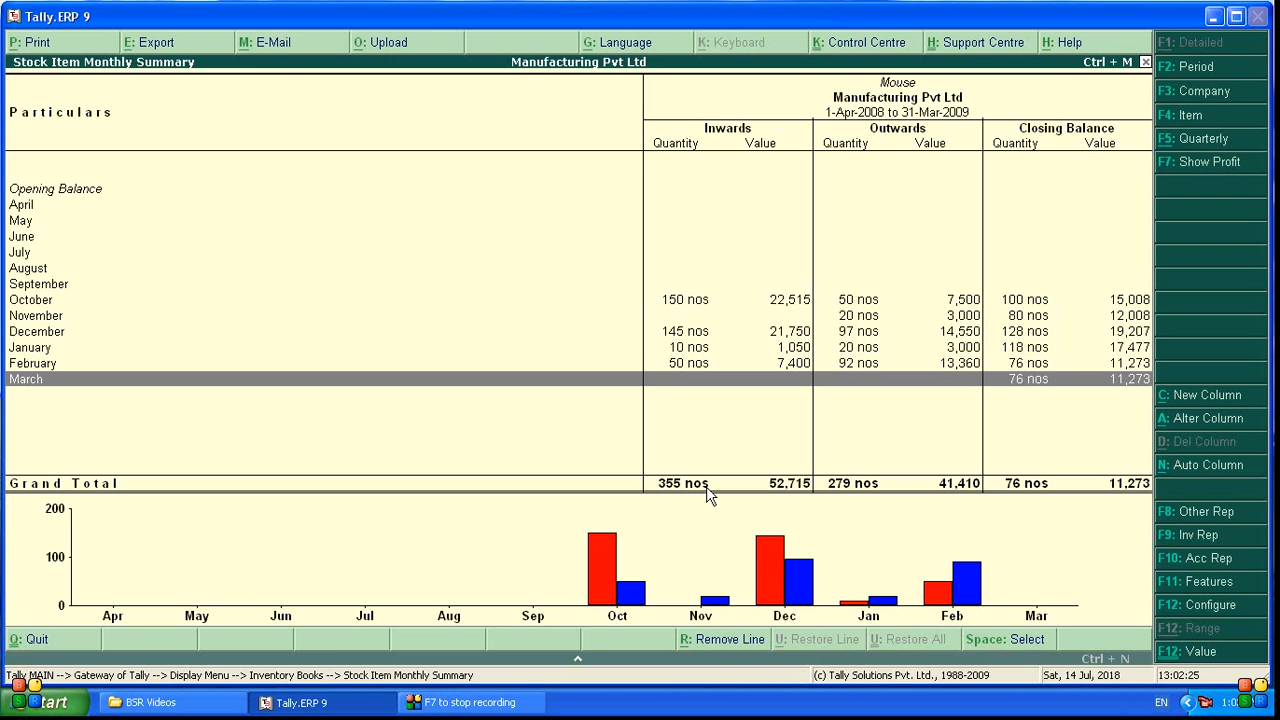 Tally.ERP 9
P: Print E: Export M: E-Mail O: Upload G: Language K: Keyboard K: Control Centre H: Support Centre H: Help F1: Detailed
Stock Item Monthly Summary Manufacturing Pvt Ltd Ctrl + M
F2: Period
F3: Company
F4: Item
F5: Quarterly
F7: Show Profit
Mouse
Manufacturing Pvt Ltd
1-Apr-2008 to 31-Mar-2009
Particulars
Inwards Outwards Closing Balance
Quantity Value Quantity Value Quantity Value
Opening Balance
April
May
June
July
August
September
October 150 nos 22,515 50 nos 7,500 100 nos 15,008
November 20 nos 3,000 80 nos 12,008
December 145 nos 21,750 97 nos 14,550 128 nos 19,207
January 10 nos 1,050 20 nos 3,000 118 nos 17,477
February 50 nos 7,400 92 nos 13,360 76 nos 11,273
March 76 nos 11,273
Grand Total 355 nos 52,715 279 nos 41,410 76 nos 11,273
C: New Column
A: Alter Column
D: Del Column
N: Auto Column
F8: Other Rep
F9: Inv Rep
F10: Acc Rep
F11: Features
F12: Configure
F12: Range
F12: Value
200
100
0
Apr May Jun Jul Aug Sep Oct Nov Dec Jan Feb Mar
Q: Quit R: Remove Line U: Restore Line U: Restore All Space: Select
Ctrl + N
Tally MAIN --> Gateway of Tally --> Display Menu --> Inventory Books --> Stock Item Monthly Summary (c) Tally Solutions Pvt. Ltd., 1988-2009 Sat, 14 Jul, 2018 13:02:25
BSR Videos Tally.ERP 9 F7 to stop recording EN